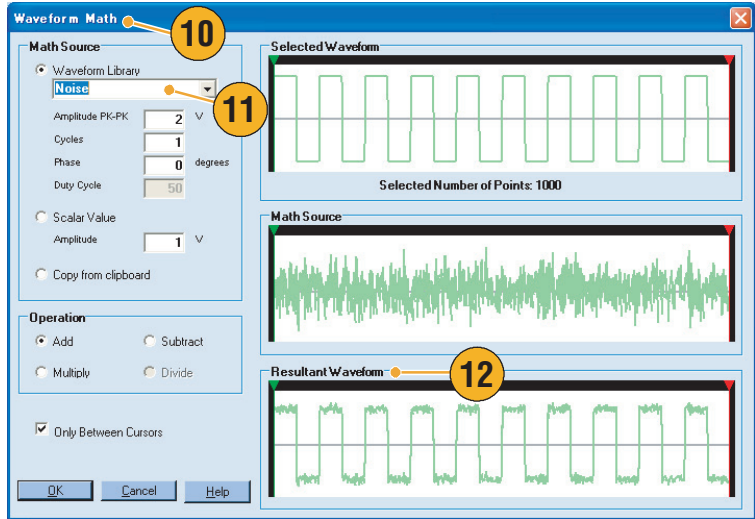 Waveform Math
10
Math Source
Waveform Library
Noise
11
Amplitude PK-PK 2 V
Cycles 1
Phase 0 degrees
Duty Cycle 50
Scalar Value
Amplitude 1 V
Copy from clipboard
Operation
Add Subtract
Multiply Divide
Only Between Cursors
OK Cancel Help
Selected Waveform
Selected Number of Points: 1000
Math Source
Resultant Waveform
12